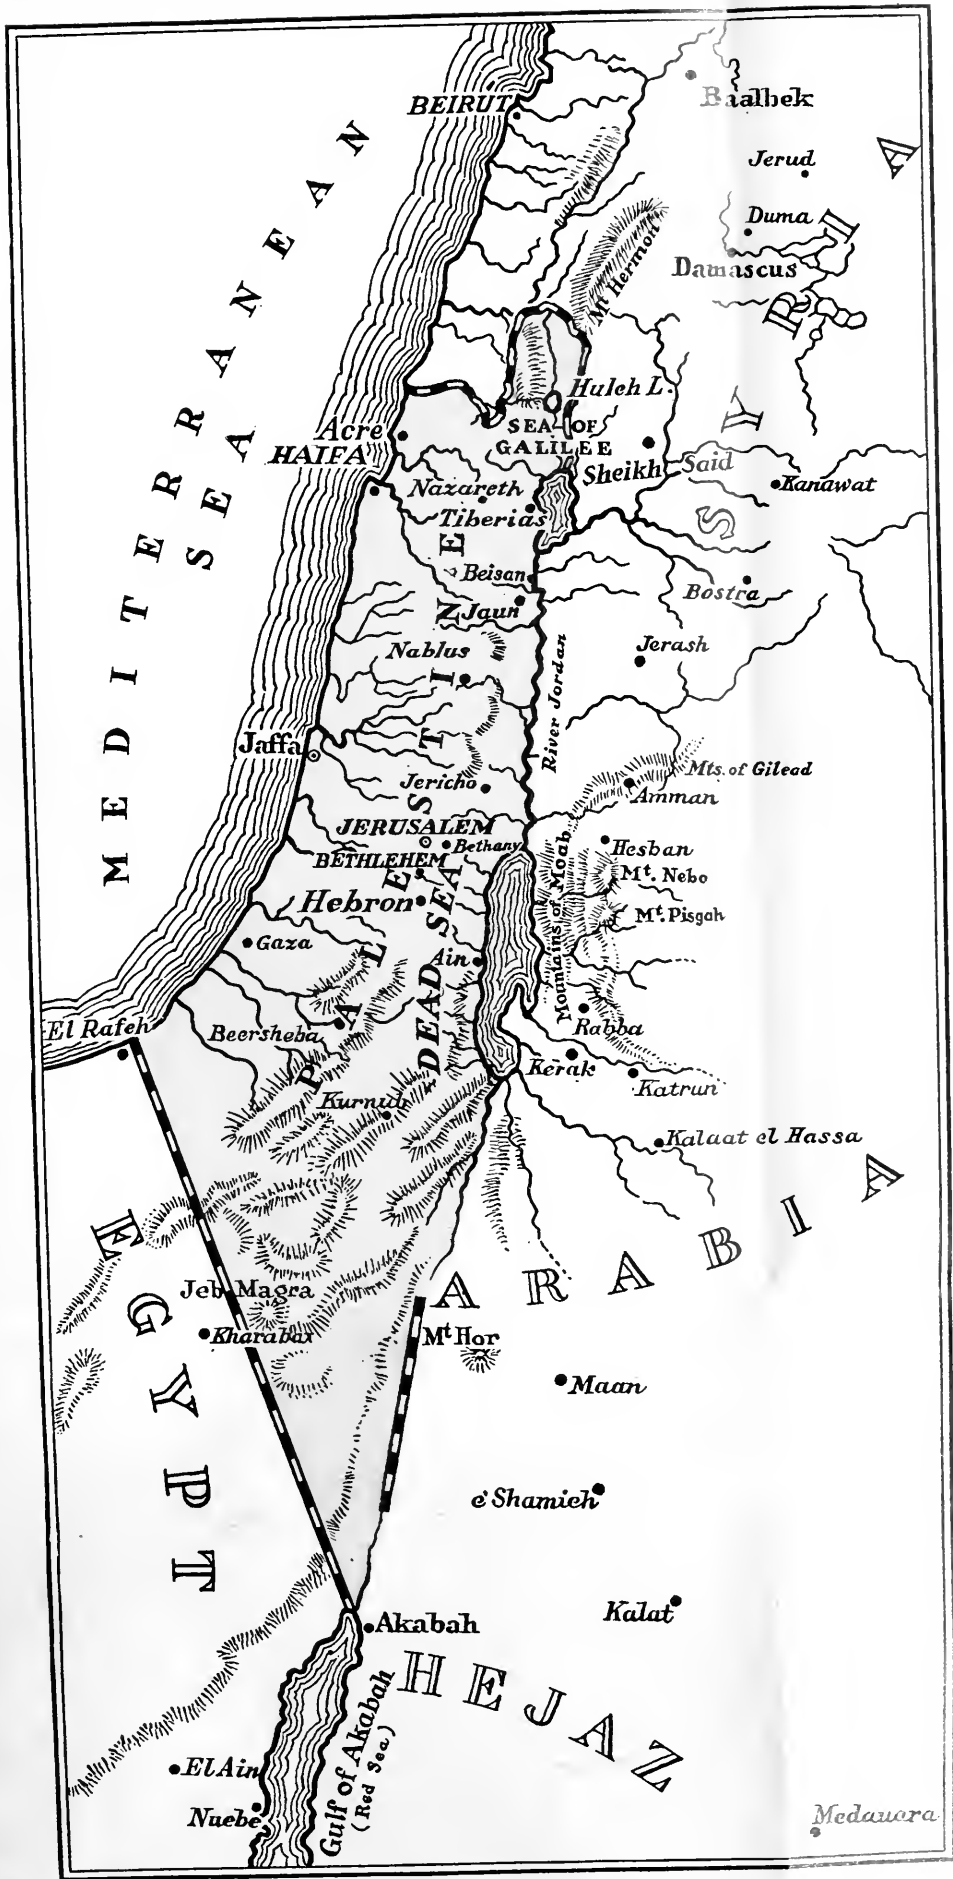 BEIRUT
Baalbek
Jerud
Duma
Damascus
SYRIA
MEDITERRANEAN
SEA
Mt Hermon
Huleh L.
SEA OF
GALILEE
Acre
HAIFA
Sheikh Said
Kanawat
Nazareth
Tiberias
Beisan
Jaun
Bostra
Nablus
Jerash
River Jordan
PALESTINE
Jaffa
Jericho
Mts. of Gilead
Amman
JERUSALEM
Bethany
BETHLEHEM
Hesban
Mt. Nebo
Hebron
Mt. Pisgah
Mountains of Moab
Gaza
Ain
DEAD SEA
El Rafeh
Beersheba
Rabba
Kerak
Katrun
Kurnub
Kalaat el Hassa
ARABIA
EGYPT
Jeb Magra
Mt Hor
Maan
é Shamieh
Kalat
Akabah
HEJAZ
Gulf of Akabah
(Red Sea)
El Ain
Nuebe
Medauara